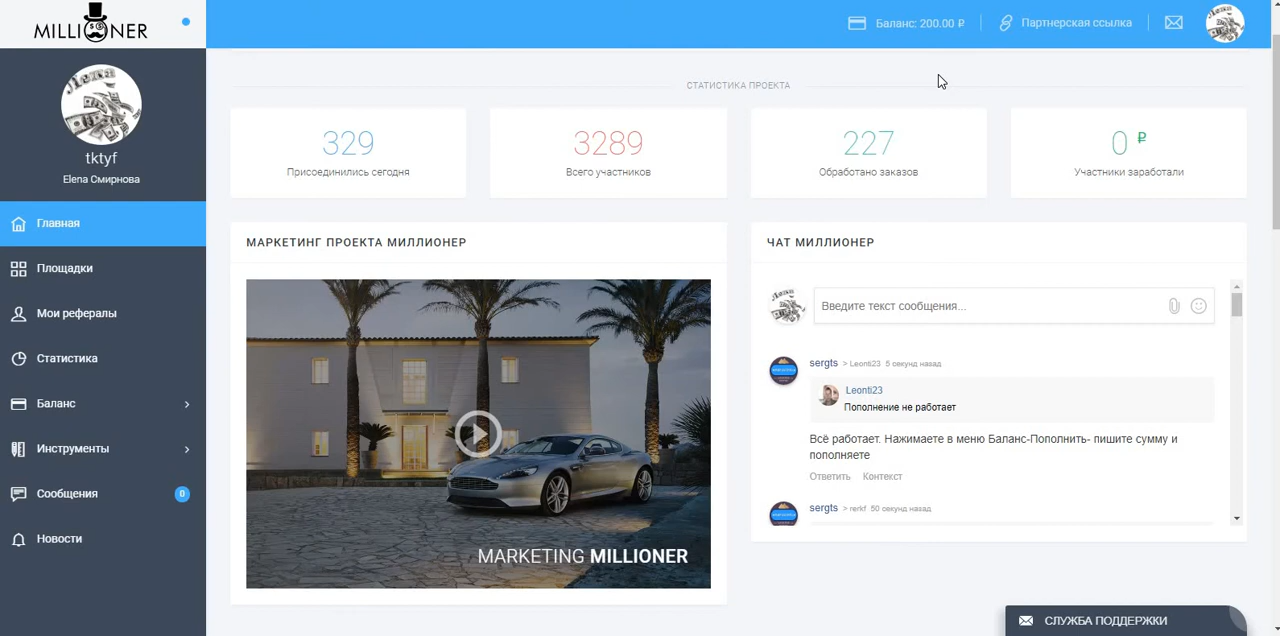 MILLIONER
Баланс: 200.00 ₽
Партнерская ссылка
tktyf
Elena Смирнова
Главная
Площадки
Мои рефералы
Статистика
Баланс
Инструменты
Сообщения
0
Новости
СТАТИСТИКА ПРОЕКТА
329
Присоединились сегодня
3289
Всего участников
227
Обработано заказов
0 ₽
Участники заработали
МАРКЕТИНГ ПРОЕКТА МИЛЛИОНЕР
MARKETING MILLIONER
ЧАТ МИЛЛИОНЕР
Введите текст сообщения...
sergts > Leonti23 5 секунд назад
Leonti23
Пополнение не работает
Всё работает. Нажимаете в меню Баланс-Пополнить- пишите сумму и
пополняете
Ответить Контекст
sergts > rerkf 50 секунд назад
СЛУЖБА ПОДДЕРЖКИ